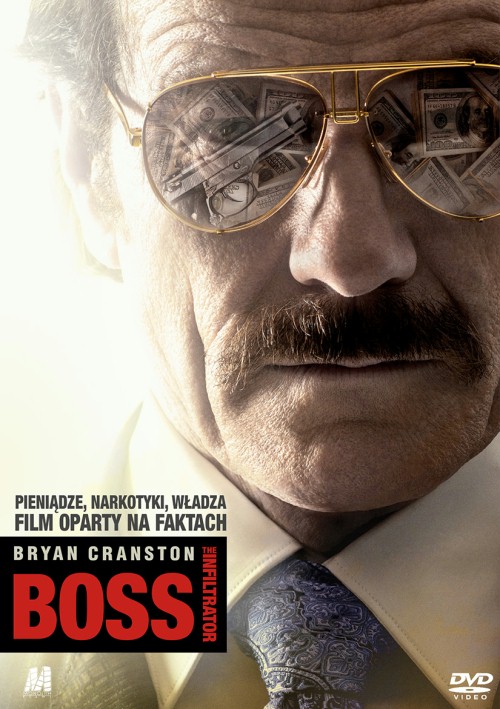 PIENIĄDZE, NARKOTYKI, WŁADZA
FILM OPARTY NA FAKTACH
BRYAN CRANSTON
THE INFILTRATOR
BOSS
DVD
VIDEO